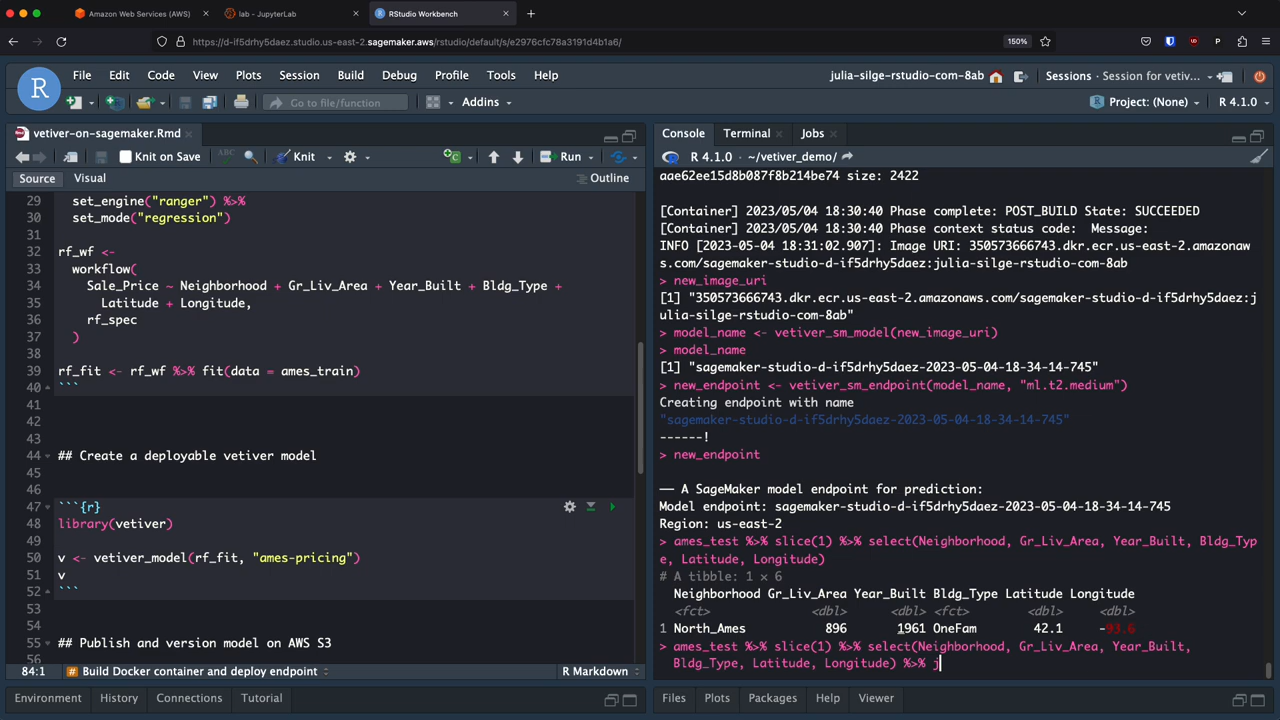 Amazon Web Services (AWS)
lab - JupyterLab
RStudio Workbench
https://d-if5drhy5daez.studio.us-east-2.sagemaker.aws/rstudio/default/s/e2976cfc78a3191d4b1a6/
150%
File Edit Code View Plots Session Build Debug Profile Tools Help
julia-silge-rstudio-com-8ab
Sessions Session for vetiv...
Go to file/function
Addins
Project: (None)
R 4.1.0
vetiver-on-sagemaker.Rmd
Knit on Save
ABC
Knit
Run
Source Visual
Outline
29 set_engine("ranger") %>%
30 set_mode("regression")
31
32 rf_wf <-
33 workflow(
34 Sale_Price ~ Neighborhood + Gr_Liv_Area + Year_Built + Bldg_Type +
35 Latitude + Longitude,
36 rf_spec
37 )
38
39 rf_fit <- rf_wf %>% fit(data = ames_train)
40 ```
41
42
43
44 ## Create a deployable vetiver model
45
46
47 ```{r}
48 library(vetiver)
49
50 v <- vetiver_model(rf_fit, "ames-pricing")
51 v
52 ```
53
54
55 ## Publish and version model on AWS S3
56
84:1 # Build Docker container and deploy endpoint
R Markdown
Environment History Connections Tutorial
Console Terminal Jobs
R 4.1.0 · ~/vetiver_demo/
aae62ee15d8b087f8b214be74 size: 2422
[Container] 2023/05/04 18:30:40 Phase complete: POST_BUILD State: SUCCEEDED
[Container] 2023/05/04 18:30:40 Phase context status code:  Message:
INFO [2023-05-04 18:31:02.907]: Image URI: 350573666743.dkr.ecr.us-east-2.amazonaw
s.com/sagemaker-studio-d-if5drhy5daez:julia-silge-rstudio-com-8ab
> new_image_uri
[1] "350573666743.dkr.ecr.us-east-2.amazonaws.com/sagemaker-studio-d-if5drhy5daez:j
ulia-silge-rstudio-com-8ab"
> model_name <- vetiver_sm_model(new_image_uri)
> model_name
[1] "sagemaker-studio-d-if5drhy5daez-2023-05-04-18-34-14-745"
> new_endpoint <- vetiver_sm_endpoint(model_name, "ml.t2.medium")
Creating endpoint with name
"sagemaker-studio-d-if5drhy5daez-2023-05-04-18-34-14-745"
------!
> new_endpoint
── A SageMaker model endpoint for prediction:
Model endpoint: sagemaker-studio-d-if5drhy5daez-2023-05-04-18-34-14-745
Region: us-east-2
> ames_test %>% slice(1) %>% select(Neighborhood, Gr_Liv_Area, Year_Built, Bldg_Typ
e, Latitude, Longitude)
# A tibble: 1 × 6
Neighborhood Gr_Liv_Area Year_Built Bldg_Type Latitude Longitude
<fct> <dbl> <dbl> <fct> <dbl> <dbl>
1 North_Ames 896 1961 OneFam 42.1 -93.6
> ames_test %>% slice(1) %>% select(Neighborhood, Gr_Liv_Area, Year_Built,
Bldg_Type, Latitude, Longitude) %>% j
Files Plots Packages Help Viewer